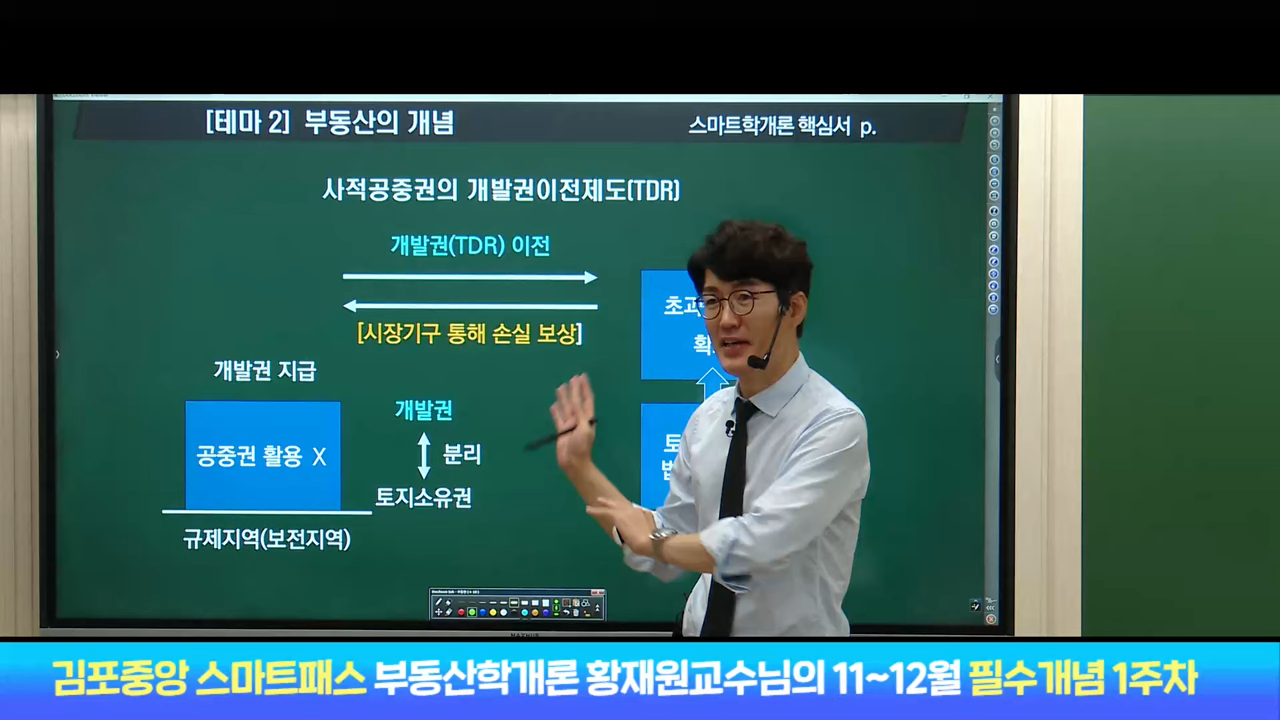 [테마 2] 부동산의 개념
스마트학개론 핵심서 p.
사적공중권의 개발권이전제도(TDR)
개발권(TDR) 이전
[시장기구 통해 손실 보상]
개발권 지급
공중권 활용 X
개발권
분리
토지소유권
규제지역(보전지역)
김포중앙 스마트패스 부동산학개론 황재원교수님의 11~12월 필수개념 1주차